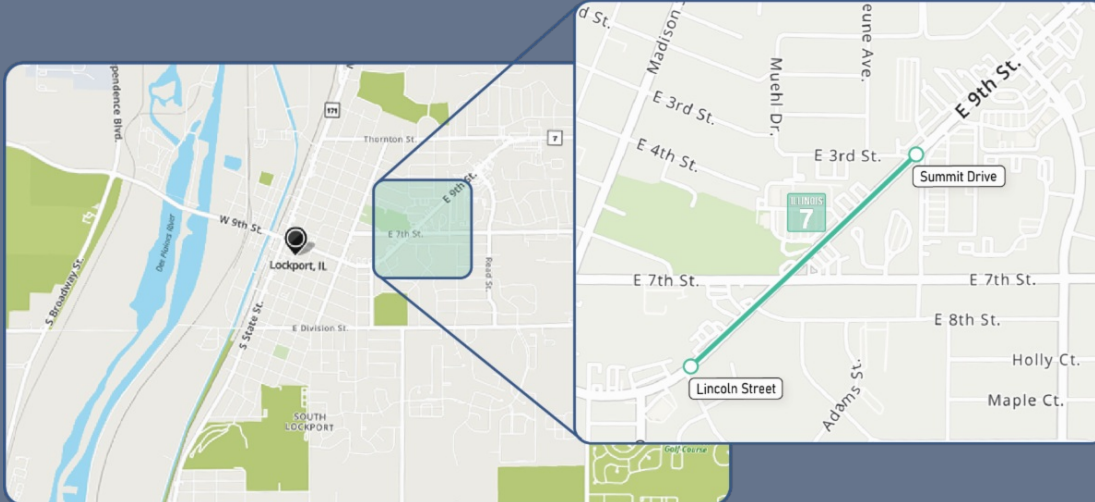 pendence Blvd.
171
Thornton St.
7
E 9th St.
W 9th St.
E 7th St.
Des Plaines River
Lockport, IL
Read St.
S Broadway St.
S State St.
E Division St.
SOUTH
LOCKPORT
Golf Course
d St.
Madison
eune Ave.
Muehl Dr.
E 9th St.
E 3rd St.
E 4th St.
E 3rd St.
Summit Drive
ILLINOIS
7
E 7th St.
E 7th St.
E 8th St.
Holly Ct.
Lincoln Street
Adams St.
Maple Ct.